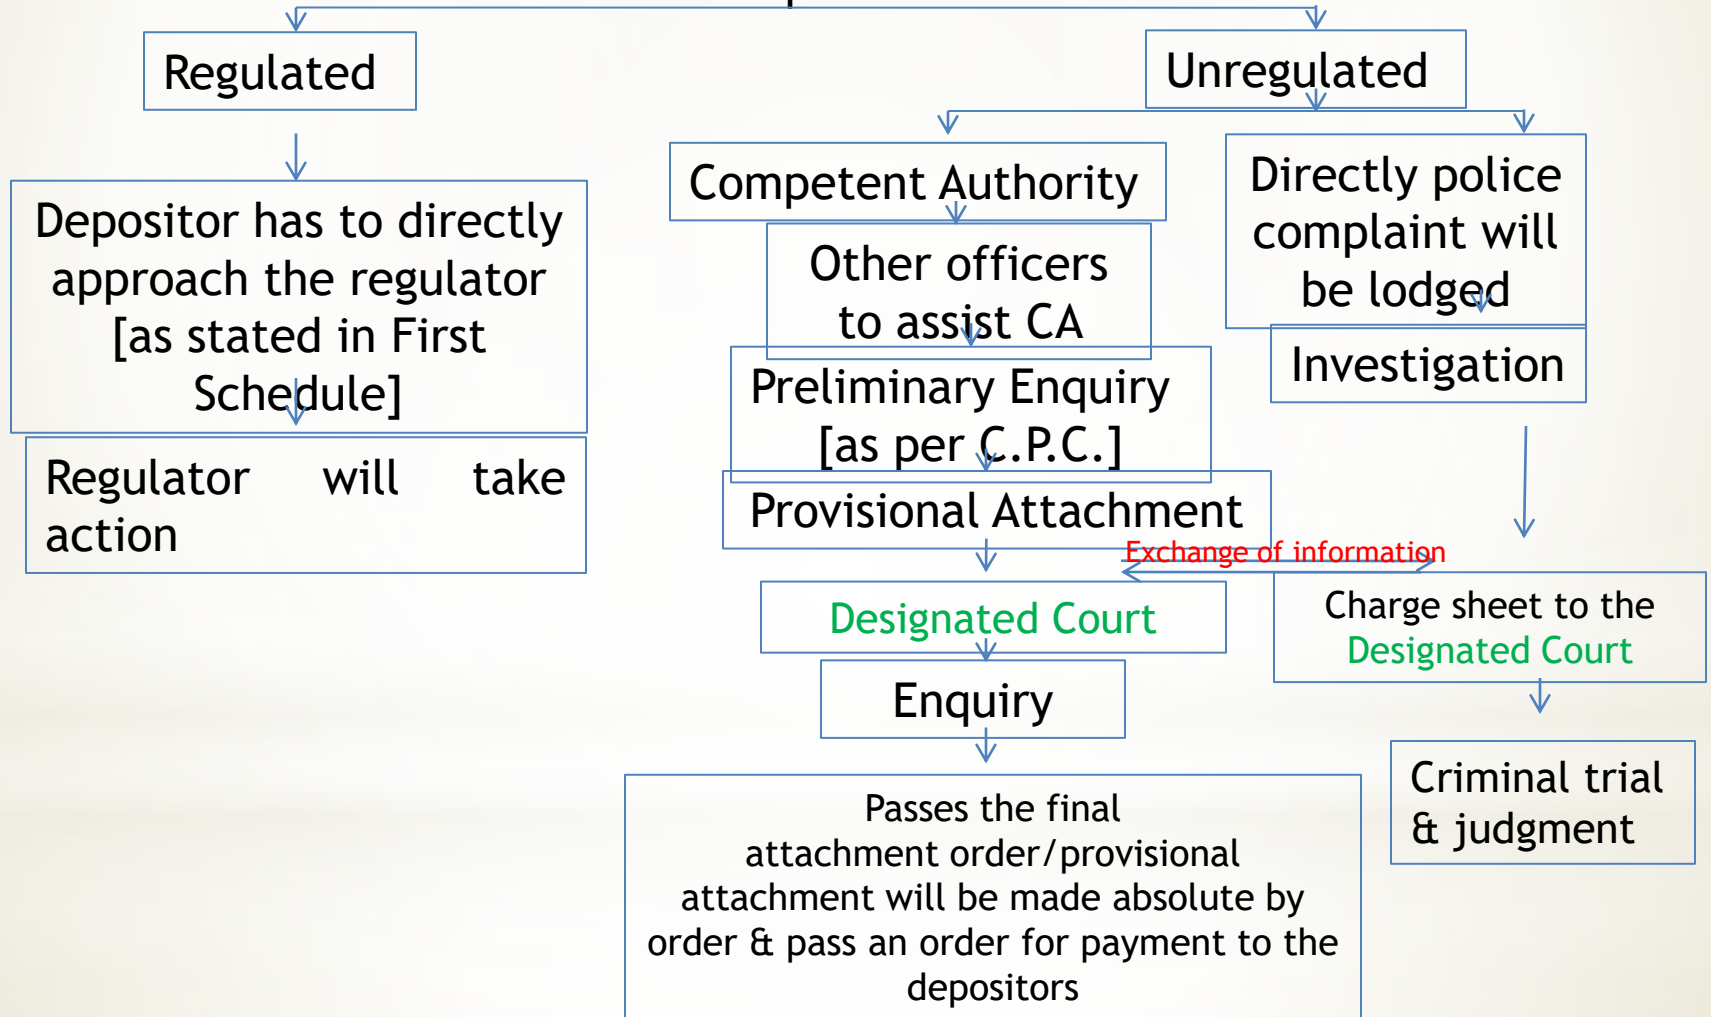 Regulated
Unregulated
Depositor has to directly
approach the regulator
[as stated in First
Schedule]
Regulator will take
action
Competent Authority
Other officers
to assist CA
Preliminary Enquiry
[as per C.P.C.]
Provisional Attachment
Designated Court
Enquiry
Passes the final
attachment order/provisional
attachment will be made absolute by
order & pass an order for payment to the
depositors
Directly police
complaint will
be lodged
Investigation
Exchange of information
Charge sheet to the
Designated Court
Criminal trial
& judgment